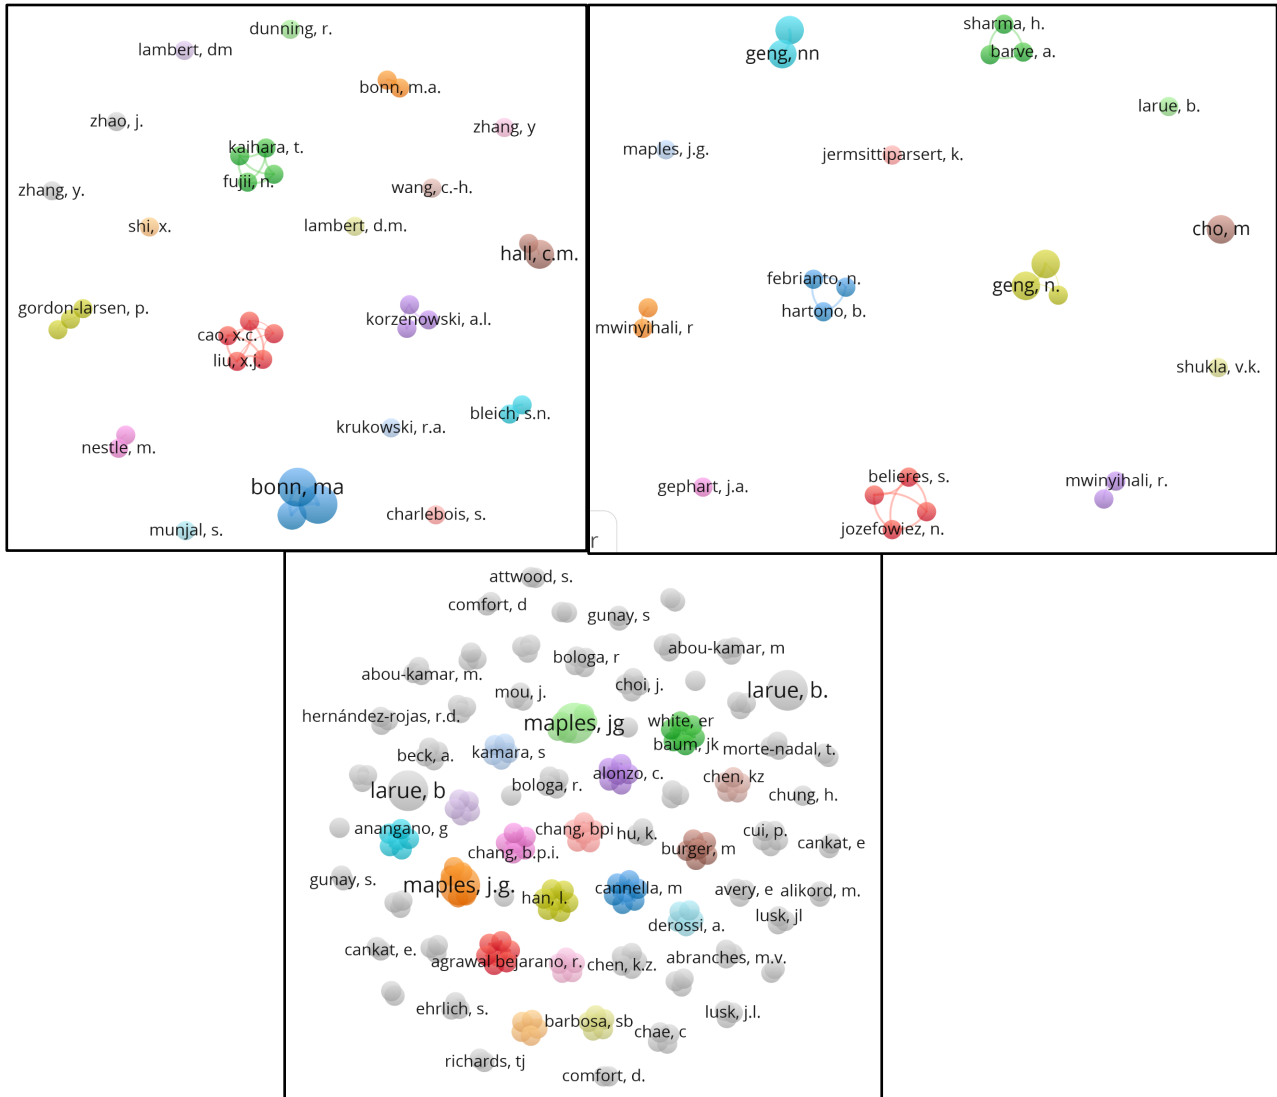 dunning, r.
lambert, dm
bonn, m.a.
zhao, j.
zhang, y
kaihara, t.
fujii, n.
zhang, y.
wang, c.-h.
shi, x.
lambert, d.m.
hall, c.m.
gordon-larsen, p.
korzenowski, a.l.
cao, x.c.
liu, x.j.
bleich, s.n.
krukowski, r.a.
nestle, m.
bonn, ma
charlebois, s.
munjal, s.
sharma, h.
geng, nn
barve, a.
larue, b.
maples, j.g.
jermsittiparsert, k.
cho, m
febrianto, n.
geng, n.
hartono, b.
mwinyihali, r
shukla, v.k.
belieres, s.
mwinyihali, r.
gephart, j.a.
jozefowiez, n.
r
attwood, s.
comfort, d
gunay, s
abou-kamar, m
bologa, r
abou-kamar, m.
choi, j.
mou, j.
larue, b.
hernández-rojas, r.d.
maples, jg
white, er
baum, jk
morte-nadal, t.
beck, a.
kamara, s
alonzo, c.
chen, kz
bologa, r.
larue, b
chung, h.
anangano, g
chang, bpi
hu, k.
cui, p.
cankat, e
chang, b.p.i.
burger, m
gunay, s.
maples, j.g.
han, l.
cannella, m
avery, e
alikord, m.
lusk, jl
derossi, a.
cankat, e.
agrawal bejarano, r.
chen, k.z.
abranches, m.v.
ehrlich, s.
lusk, j.l.
barbosa, sb
chae, c
richards, tj
comfort, d.